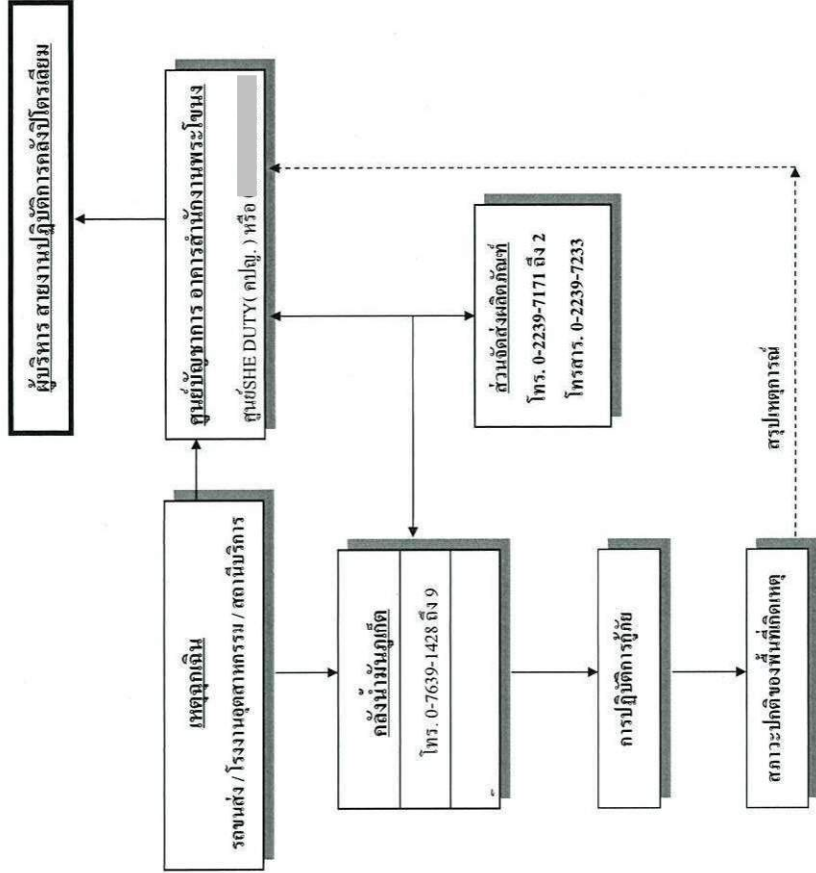 ผู้บริหาร สายงานปฏิบัติการคลังปิโตรเลียม
เหตุฉุกเฉิน
รถขนส่ง / โรงงานอุตสาหกรรม / สถานีบริการ
ศูนย์บัญชาการ อาคารสำนักงานพระโขนง
ศูนย์SHE DUTY( คปญ. ) หรือ (
คลังน้ำมันภูเก็ต
โทร. 0-7639-1428 ถึง 9
ส่วนจัดส่งผลิตภัณฑ์
โทร. 0-2239-7171 ถึง 2
โทรสาร. 0-2239-7233
การปฏิบัติการกู้ภัย
สภาวะปกติของพื้นที่เกิดเหตุ
สรุปเหตุการณ์